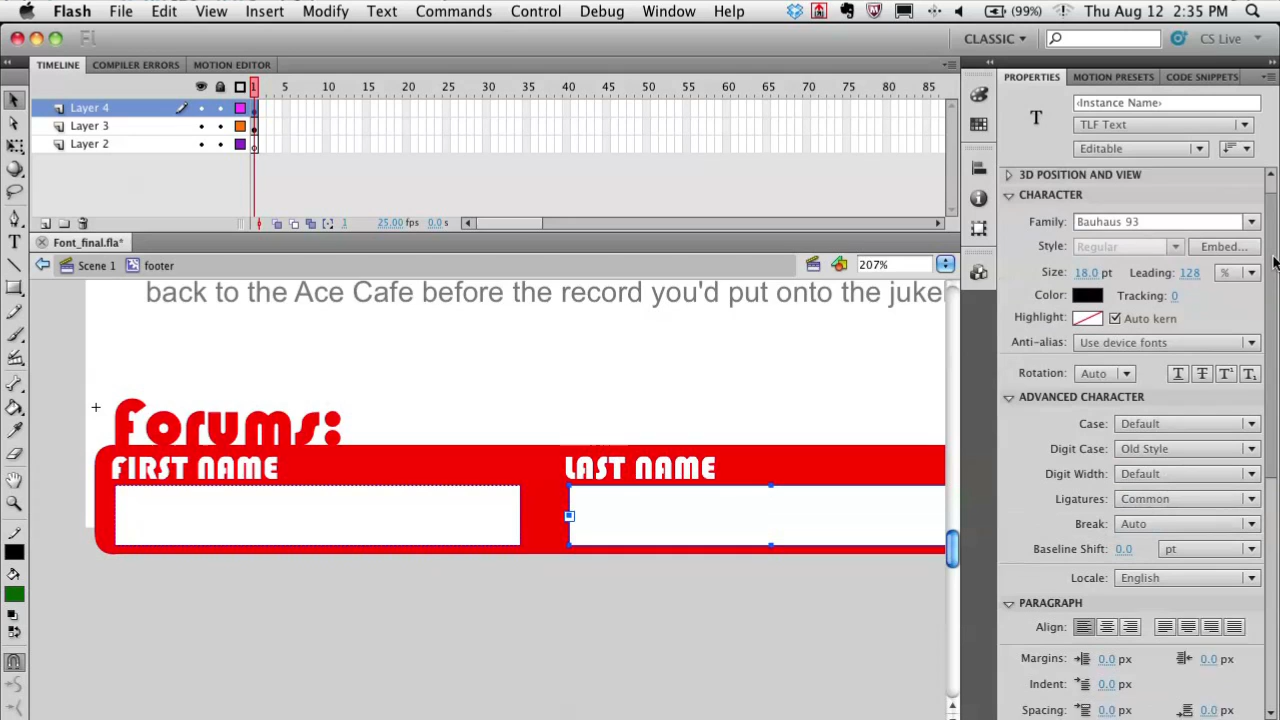 Flash File Edit View Insert Modify Text Commands Control Debug Window Help (99%) Thu Aug 12 2:35 PM
Fl CLASSIC CS Live
TIMELINE COMPILER ERRORS MOTION EDITOR
1 5 10 15 20 25 30 35 40 45 50 55 60 65 70 75 80 85
Layer 4
Layer 3
Layer 2
1 25.00 fps 0.0 s
Font_final.fla*
Scene 1 footer 207%
back to the Ace Cafe before the record you'd put onto the juke
Forums:
FIRST NAME LAST NAME
PROPERTIES MOTION PRESETS CODE SNIPPETS
T <Instance Name>
TLF Text
Editable
3D POSITION AND VIEW
CHARACTER
Family: Bauhaus 93
Style: Regular Embed...
Size: 18.0 pt Leading: 128 %
Color: Tracking: 0
Highlight: Auto kern
Anti-alias: Use device fonts
Rotation: Auto T T T¹ T₁
ADVANCED CHARACTER
Case: Default
Digit Case: Old Style
Digit Width: Default
Ligatures: Common
Break: Auto
Baseline Shift: 0.0 pt
Locale: English
PARAGRAPH
Align:
Margins: 0.0 px 0.0 px
Indent: 0.0 px
Spacing: 0.0 px 0.0 px